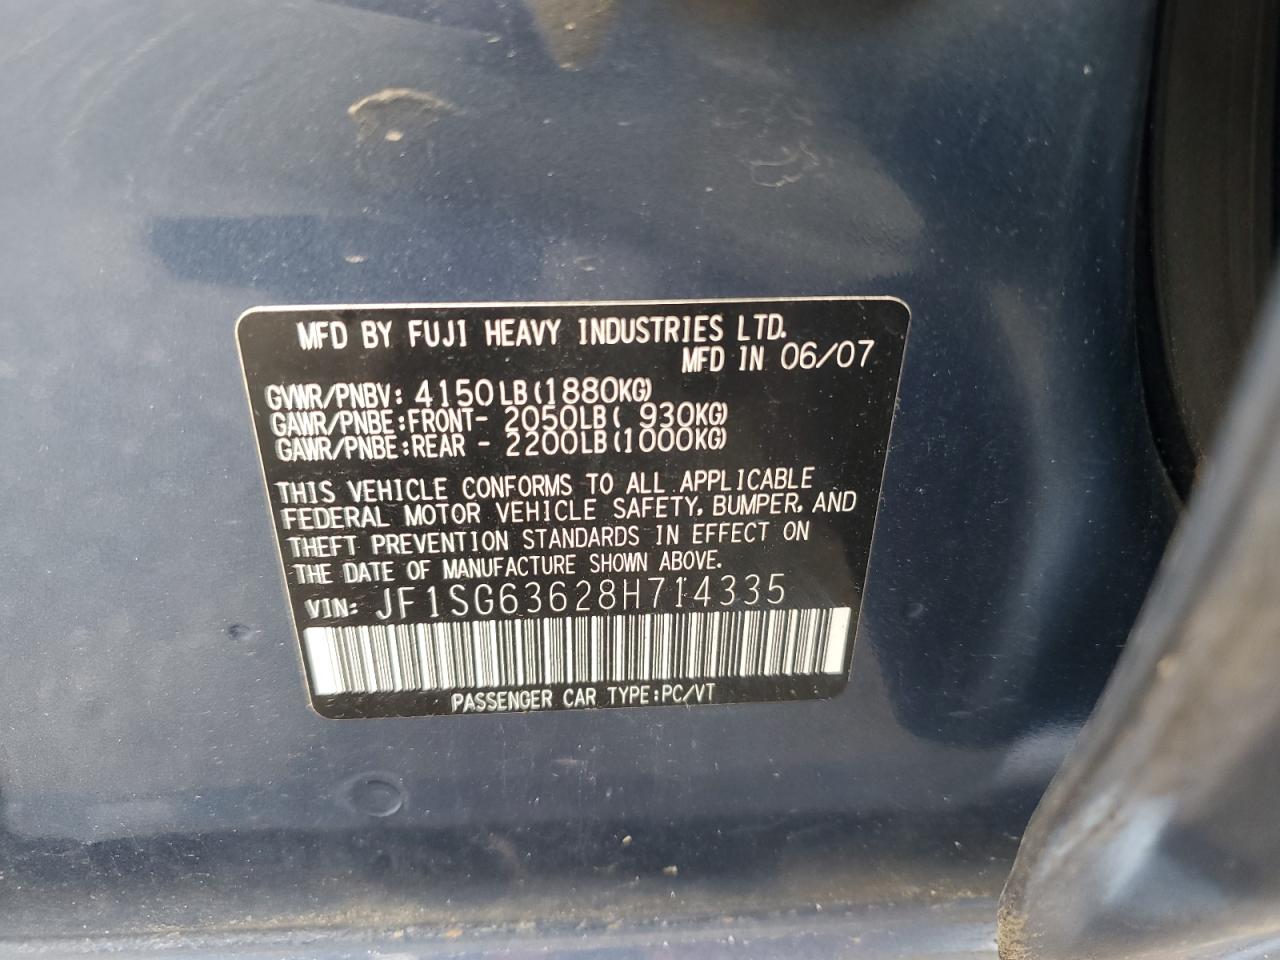 MFD BY FUJI HEAVY INDUSTRIES LTD.
MFD IN 06/07
GVWR/PNBV: 4150LB(1880KG)
GAWR/PNBE:FRONT- 2050LB( 930KG)
GAWR/PNBE:REAR - 2200LB(1000KG)
THIS VEHICLE CONFORMS TO ALL APPLICABLE
FEDERAL MOTOR VEHICLE SAFETY, BUMPER, AND
THEFT PREVENTION STANDARDS IN EFFECT ON
THE DATE OF MANUFACTURE SHOWN ABOVE.
VIN: JF1SG63628H714335
PASSENGER CAR TYPE:PC/VT